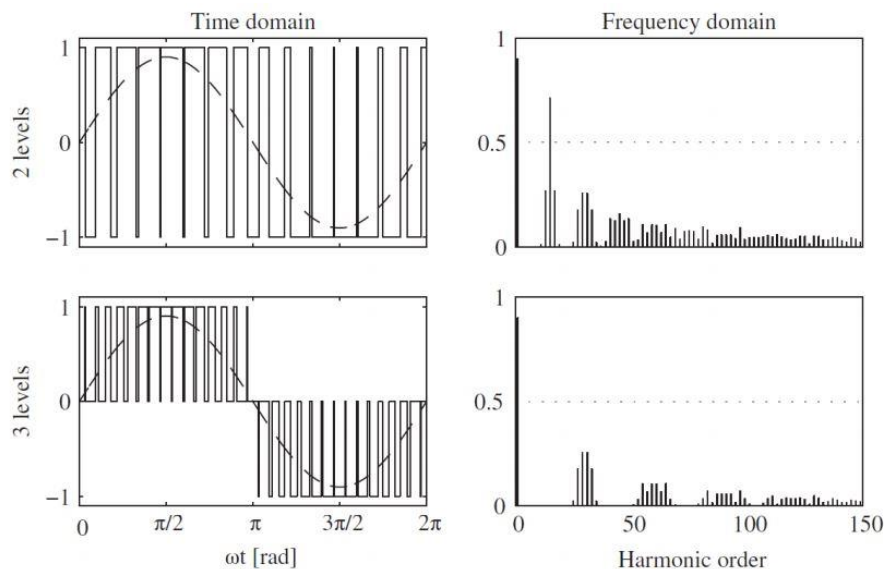 Time domain
Frequency domain
2 levels
1
0
−1
1
0.5
0
3 levels
1
0
−1
0
π/2
π
3π/2
2π
ωt [rad]
1
0.5
0
0
50
100
150
Harmonic order